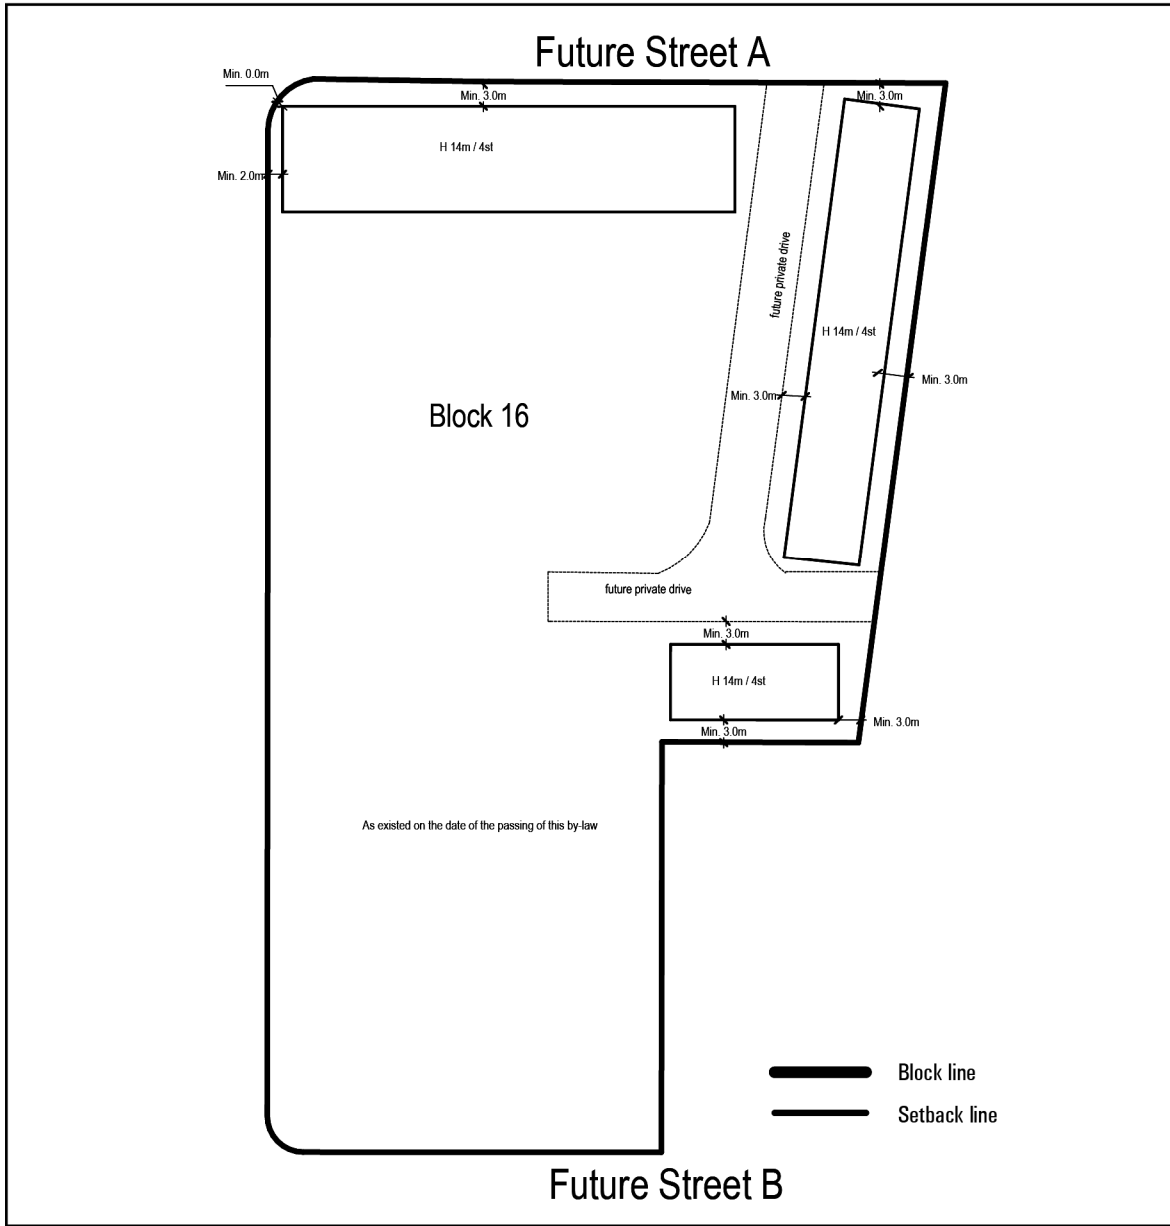 Future Street A
Min. 0.0m
Min. 3.0m
Min. 3.0m
H 14m / 4st
Min. 2.0m
future private drive
H 14m / 4st
Min. 3.0m
Min. 3.0m
Block 16
future private drive
Min. 3.0m
H 14m / 4st
Min. 3.0m
Min. 3.0m
As existed on the date of the passing of this by-law
Block line
Setback line
Future Street B